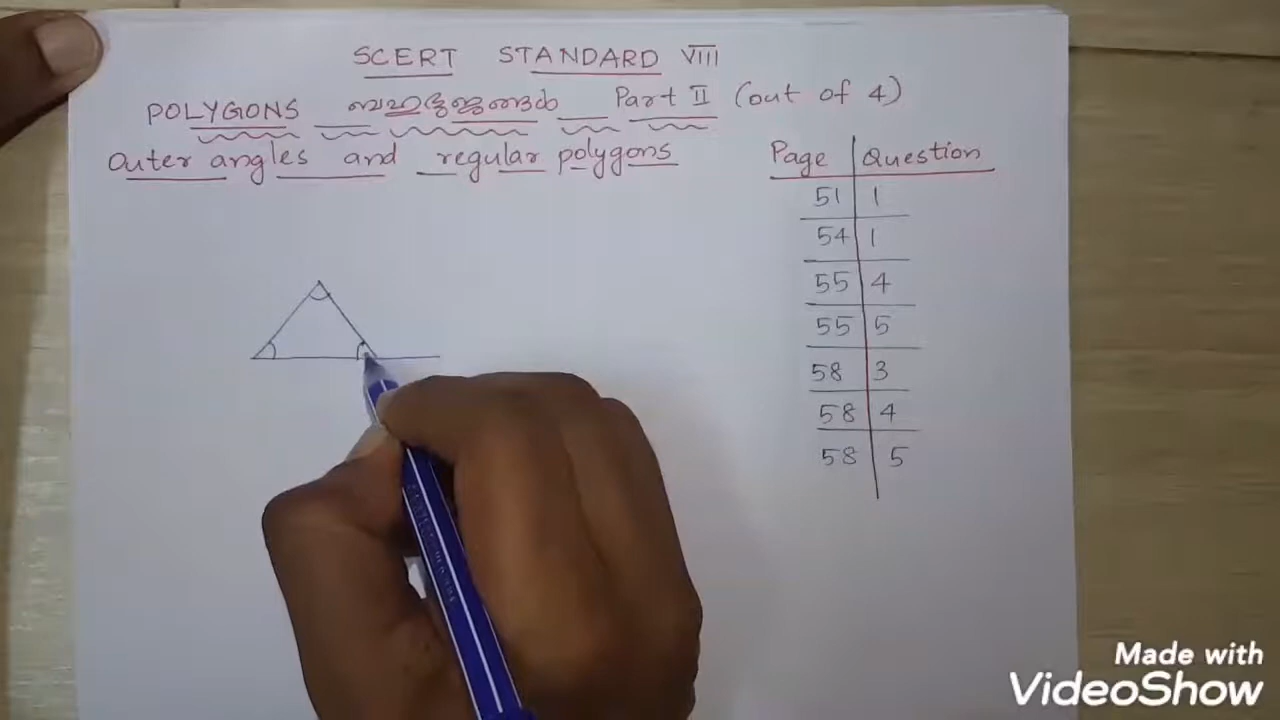 SCERT STANDARD VIII
POLYGONS ബഹുഭുജങ്ങൾ Part II (out of 4)
Outer angles and regular polygons
Page Question
51 1
54 1
55 4
55 5
58 3
58 4
58 5
Made with
VideoShow